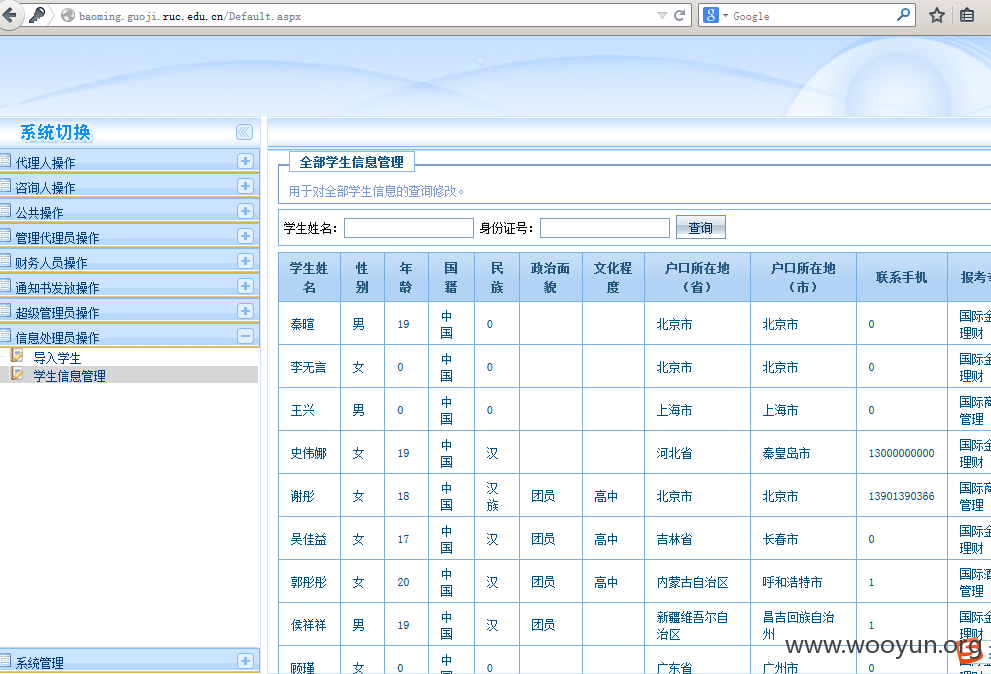 baoming.guoji.ruc.edu.cn/Default.aspx
8 Google
系统切换
代理人操作
咨询人操作
公共操作
管理代理员操作
财务人员操作
通知书发放操作
超级管理员操作
信息处理员操作
导入学生
学生信息管理
系统管理
全部学生信息管理
用于对全部学生信息的查询修改。
学生姓名: 身份证号: 查询
学生姓名 性别 年龄 国籍 民族 政治面貌 文化程度 户口所在地(省) 户口所在地(市) 联系手机 报考
秦暄 男 19 中国 0 北京市 北京市 0 国际金 理财
李无言 女 0 中国 0 北京市 北京市 0 国际金 理财
王兴 男 0 中国 0 上海市 上海市 0 国际商 管理
史伟娜 女 19 中国 汉 河北省 秦皇岛市 13000000000 国际金 理财
谢彤 女 18 中国 汉族 团员 高中 北京市 北京市 13901390366 国际商 管理
吴佳益 女 17 中国 汉 团员 高中 吉林省 长春市 0 国际金 理财
郭彤彤 女 20 中国 汉 团员 高中 内蒙古自治区 呼和浩特市 1 国际酒 管理
侯祥祥 男 19 中国 汉 团员 新疆维吾尔自治区 昌吉回族自治州 1 国际金 理财
顾瑾 女 0 中 0 广东省 广州市 0
www.wooyun.org